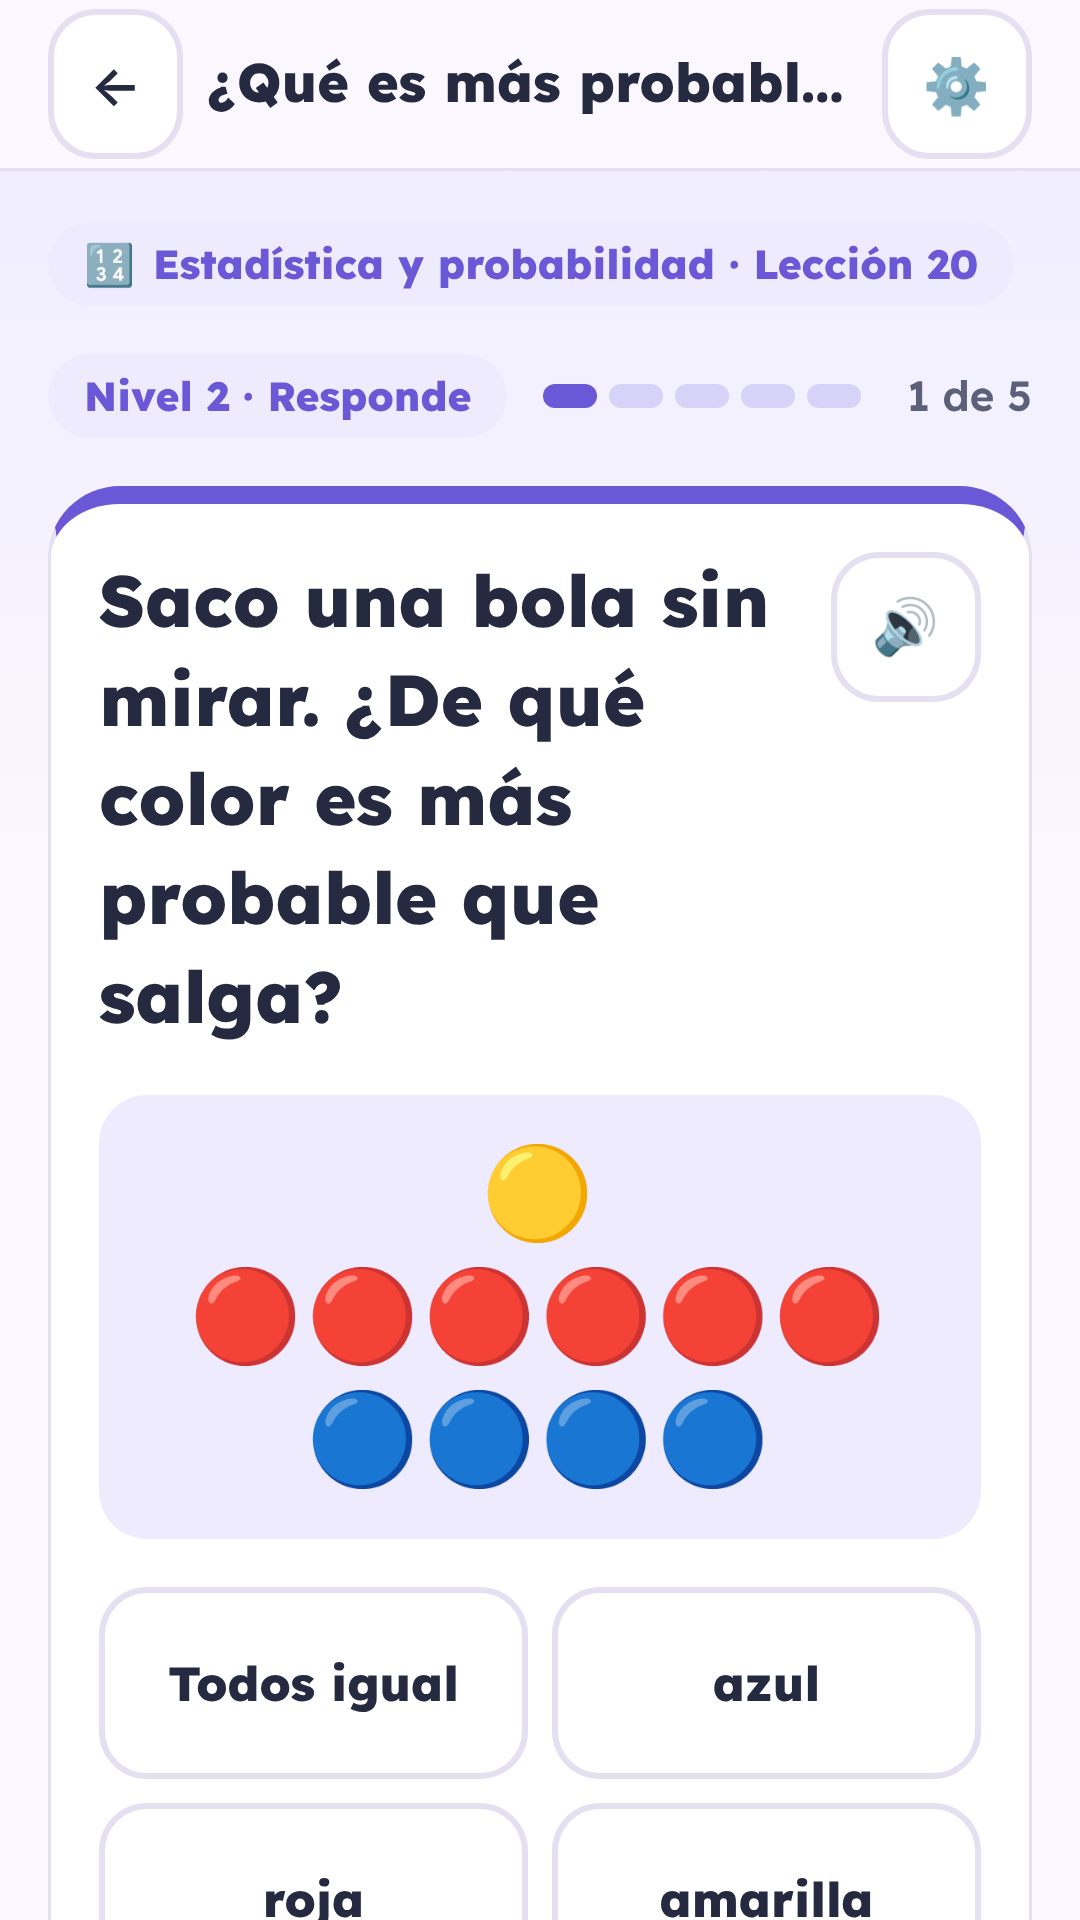 ¿Qué es más probabl...
Estadística y probabilidad · Lección 20
Nivel 2 · Responde
1 de 5
Saco una bola sin
mirar. ¿De qué
color es más
probable que
salga?
Todos igual
azul
roja
amarilla